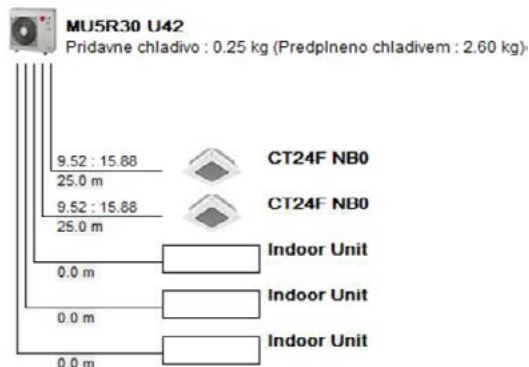 MU5R30 U42
Pridavne chladivo : 0.25 kg (Predplneno chladivem : 2.60 kg)
9.52 : 15.88
CT24F NB0
25.0 m
9.52 : 15.88
CT24F NB0
25.0 m
Indoor Unit
0.0 m
Indoor Unit
0.0 m
Indoor Unit
0.0 m